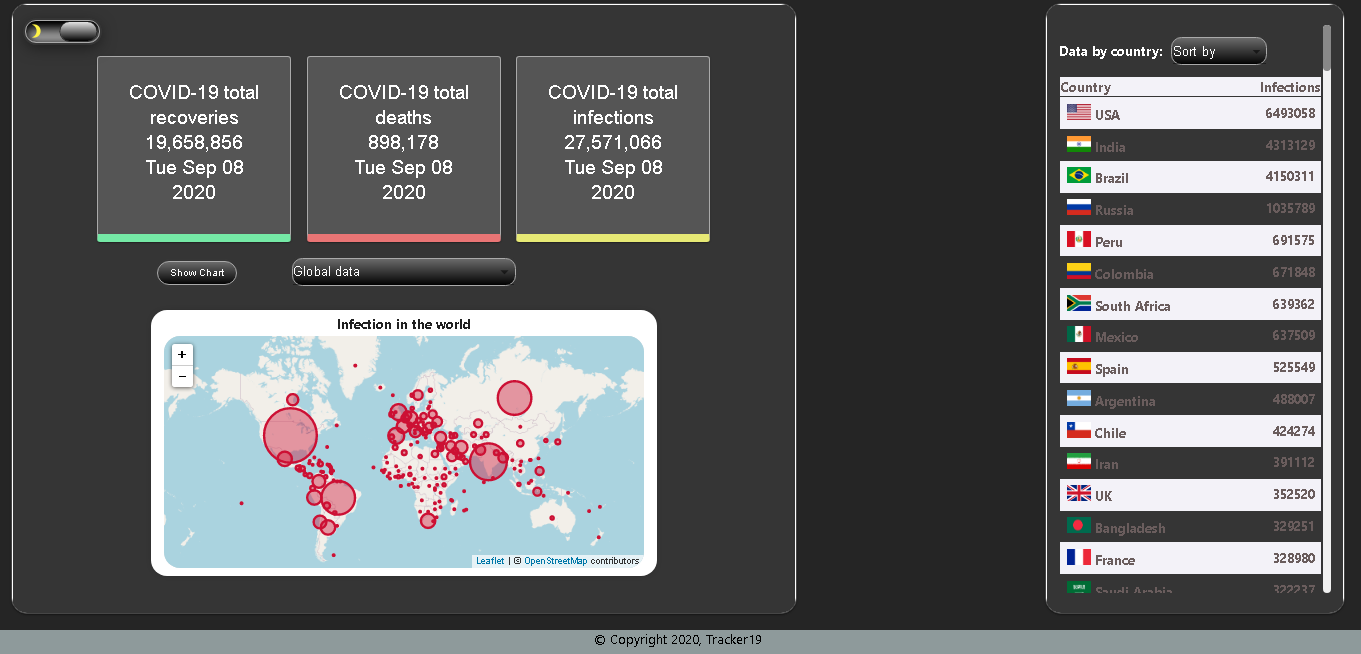 COVID-19 total
recoveries
19,658,856
Tue Sep 08
2020
COVID-19 total
deaths
898,178
Tue Sep 08
2020
COVID-19 total
infections
27,571,066
Tue Sep 08
2020
Show Chart
Global data
Infection in the world
+
−
Leaflet | © OpenStreetMap contributors
Data by country: Sort by
Country Infections
USA 6493058
India 4313129
Brazil 4150311
Russia 1035789
Peru 691575
Colombia 671848
South Africa 639362
Mexico 637509
Spain 525549
Argentina 488007
Chile 424274
Iran 391112
UK 352520
Bangladesh 329251
France 328980
Saudi Arabia 322237
© Copyright 2020, Tracker19